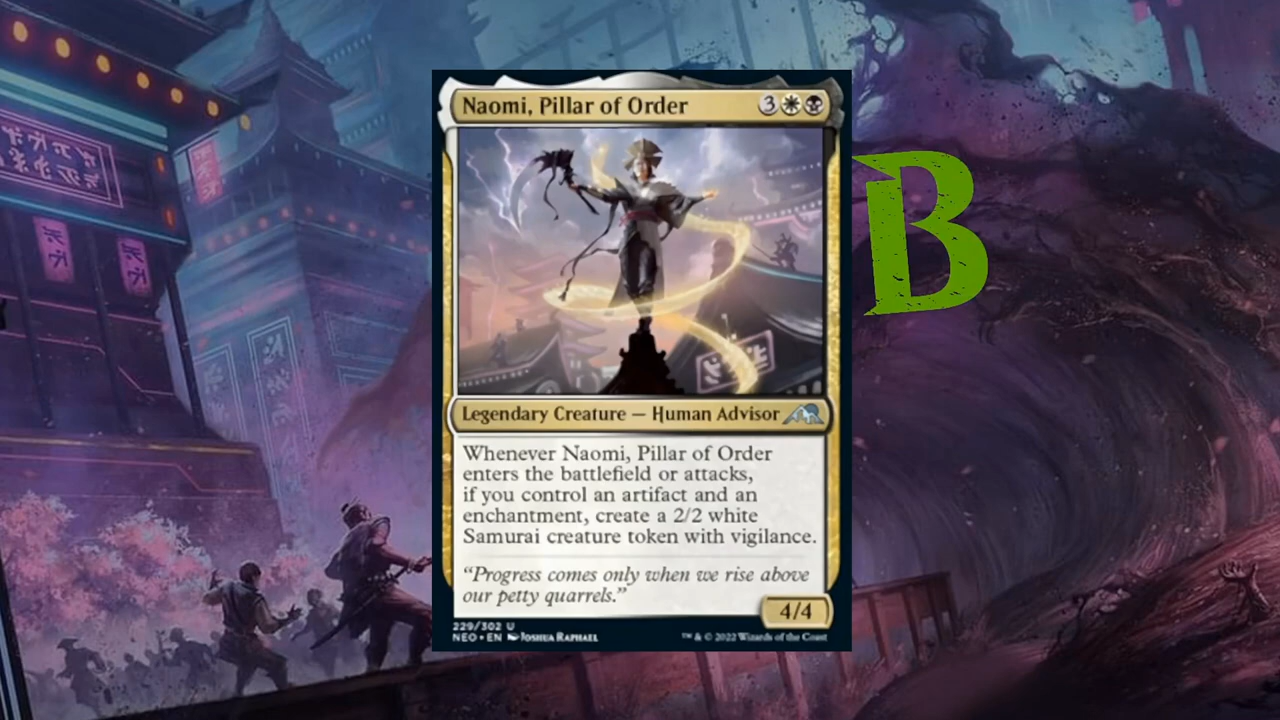 Naomi, Pillar of Order
3
B
Legendary Creature — Human Advisor
Whenever Naomi, Pillar of Order
enters the battlefield or attacks,
if you control an artifact and an
enchantment, create a 2/2 white
Samurai creature token with vigilance.
“Progress comes only when we rise above
our petty quarrels.”
4/4
229/302 U
NEO • EN Joshua Raphael
™ & © 2022 Wizards of the Coast